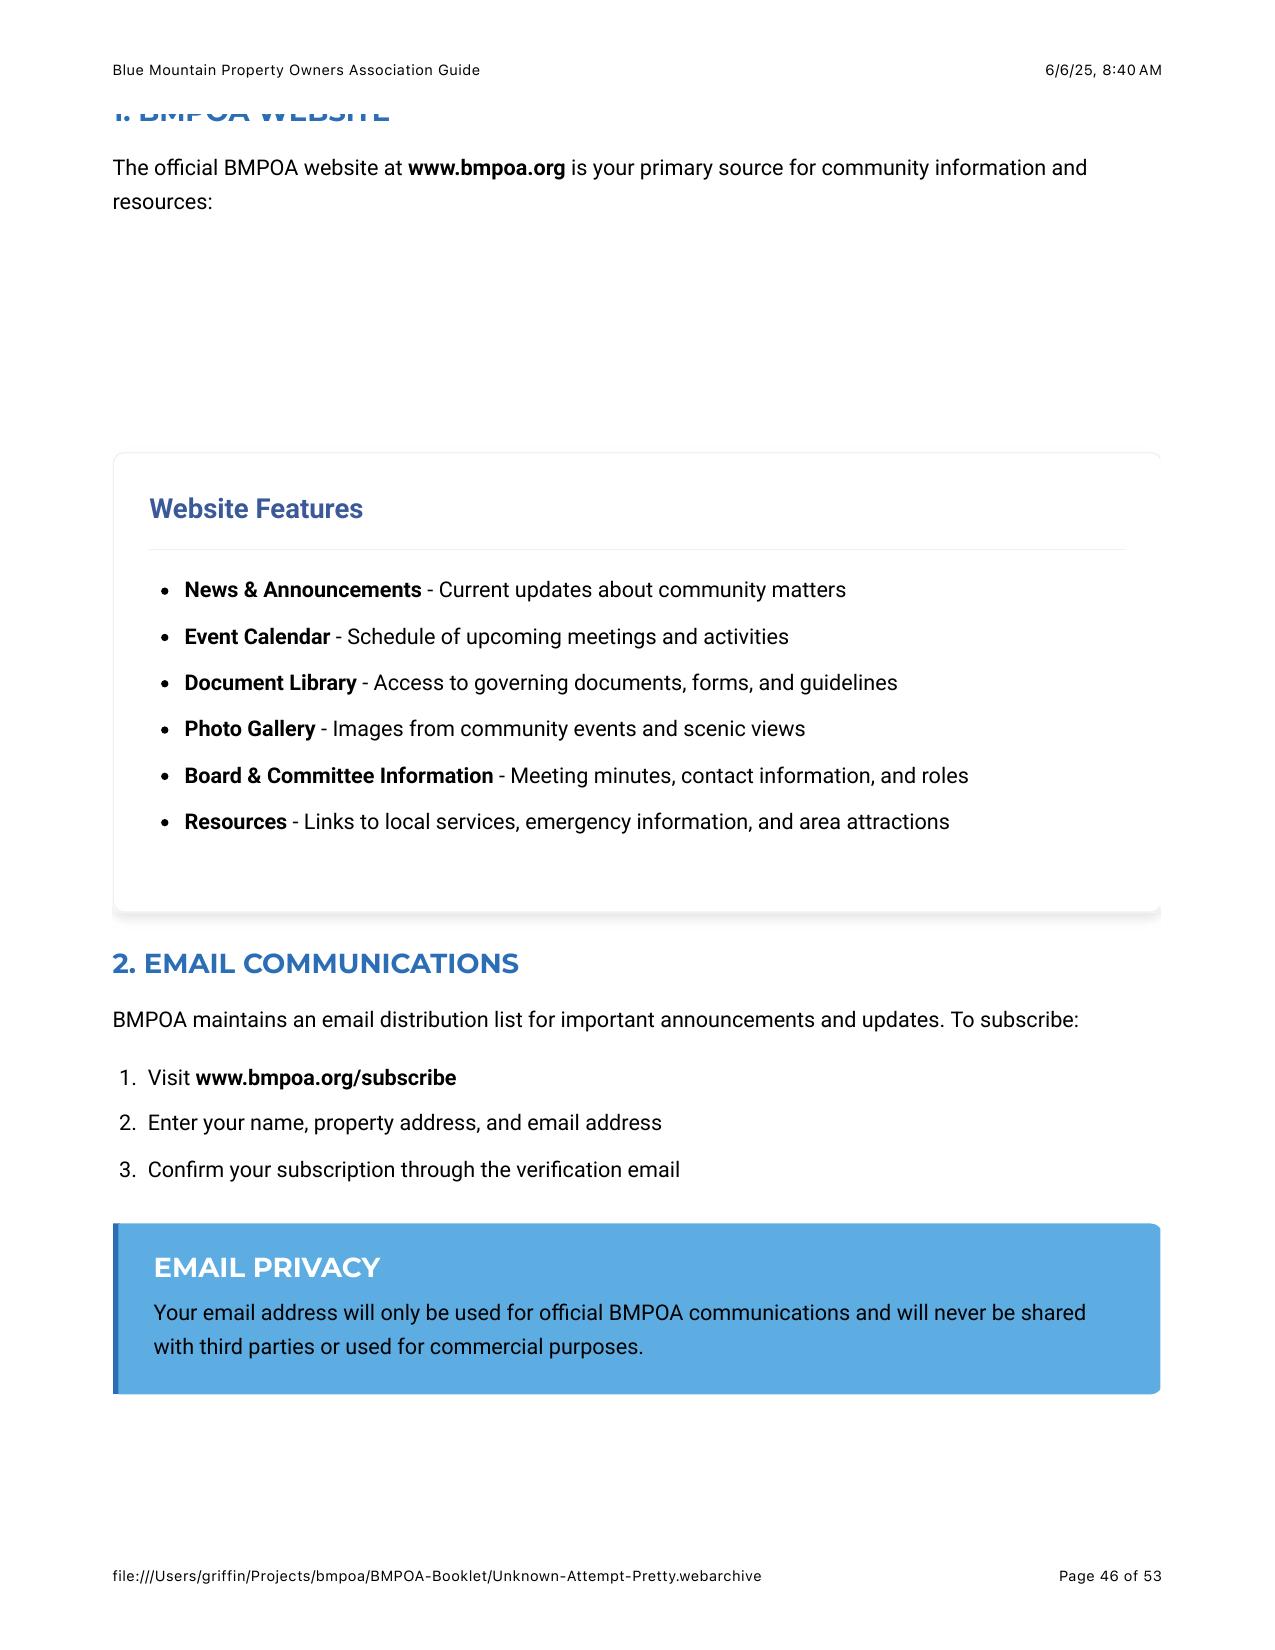 Blue Mountain Property Owners Association Guide 6/6/25, 8:40 AM
1. BMPOA WEBSITE
The official BMPOA website at www.bmpoa.org is your primary source for community information and
resources:
Website Features
• News & Announcements - Current updates about community matters
• Event Calendar - Schedule of upcoming meetings and activities
• Document Library - Access to governing documents, forms, and guidelines
• Photo Gallery - Images from community events and scenic views
• Board & Committee Information - Meeting minutes, contact information, and roles
• Resources - Links to local services, emergency information, and area attractions
2. EMAIL COMMUNICATIONS
BMPOA maintains an email distribution list for important announcements and updates. To subscribe:
1. Visit www.bmpoa.org/subscribe
2. Enter your name, property address, and email address
3. Confirm your subscription through the verification email
EMAIL PRIVACY
Your email address will only be used for official BMPOA communications and will never be shared
with third parties or used for commercial purposes.
file:///Users/griffin/Projects/bmpoa/BMPOA-Booklet/Unknown-Attempt-Pretty.webarchive Page 46 of 53